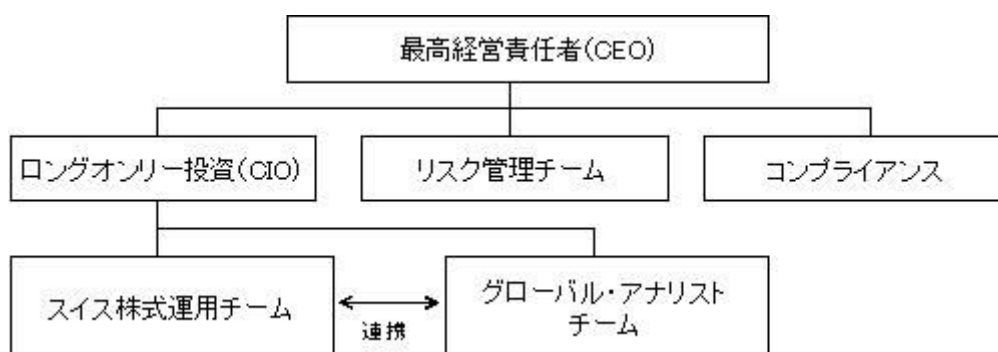 最高経営責任者(CEO)
ロングオンリー投資(CIO)
リスク管理チーム
コンプライアンス
スイス株式運用チーム
連携
グローバル・アナリスト
チーム